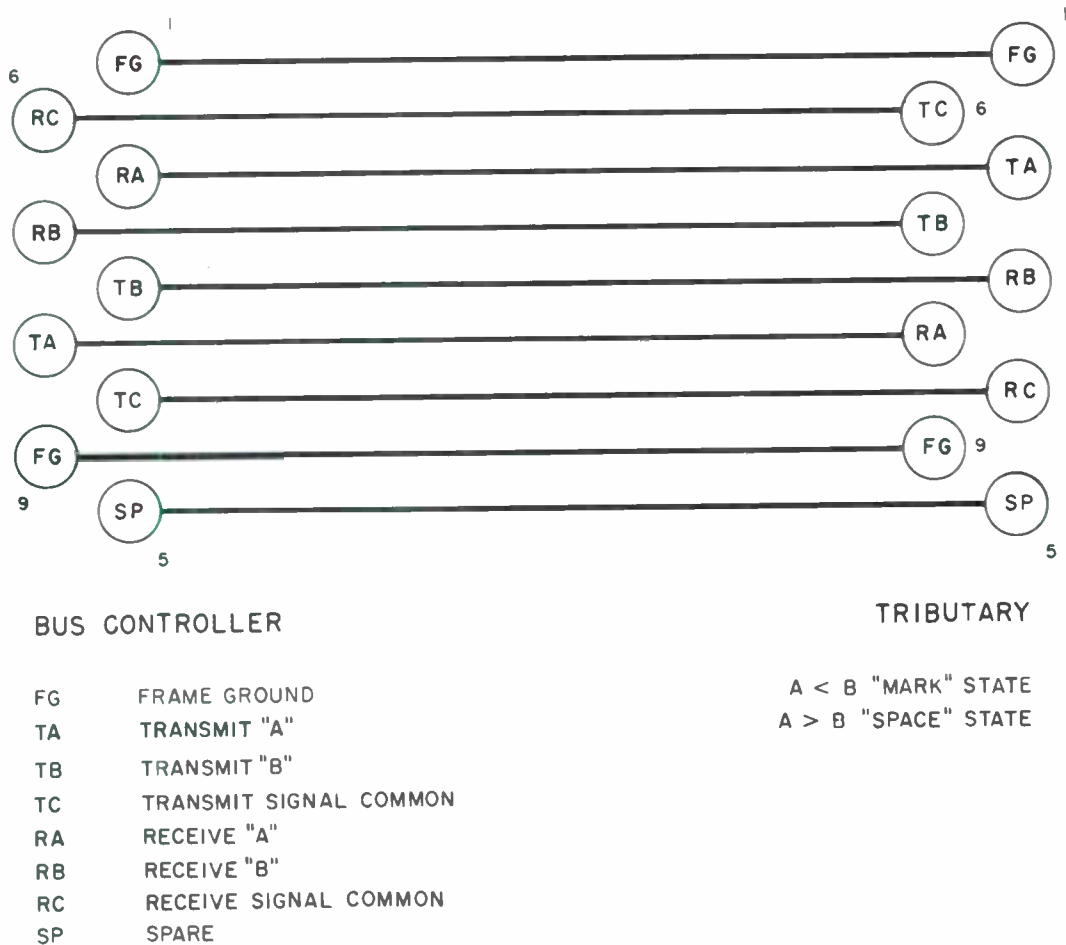 1 1
FG FG
6
RC TC 6
RA TA
RB TB
TB RB
TA RA
TC RC
FG FG 9
9
SP SP
5 5
BUS CONTROLLER TRIBUTARY
FG FRAME GROUND
TA TRANSMIT "A"
TB TRANSMIT "B"
TC TRANSMIT SIGNAL COMMON
RA RECEIVE "A"
RB RECEIVE "B"
RC RECEIVE SIGNAL COMMON
SP SPARE
A < B "MARK" STATE
A > B "SPACE" STATE